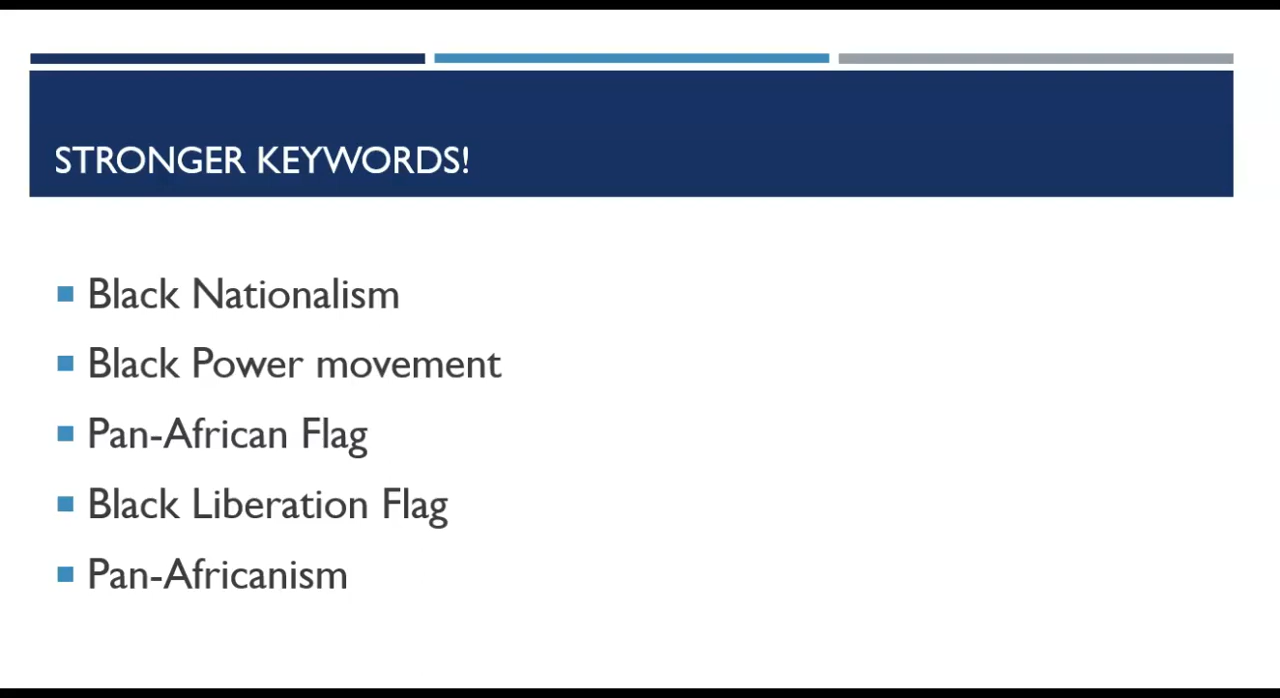 STRONGER KEYWORDS!
Black Nationalism
Black Power movement
Pan-African Flag
Black Liberation Flag
Pan-Africanism